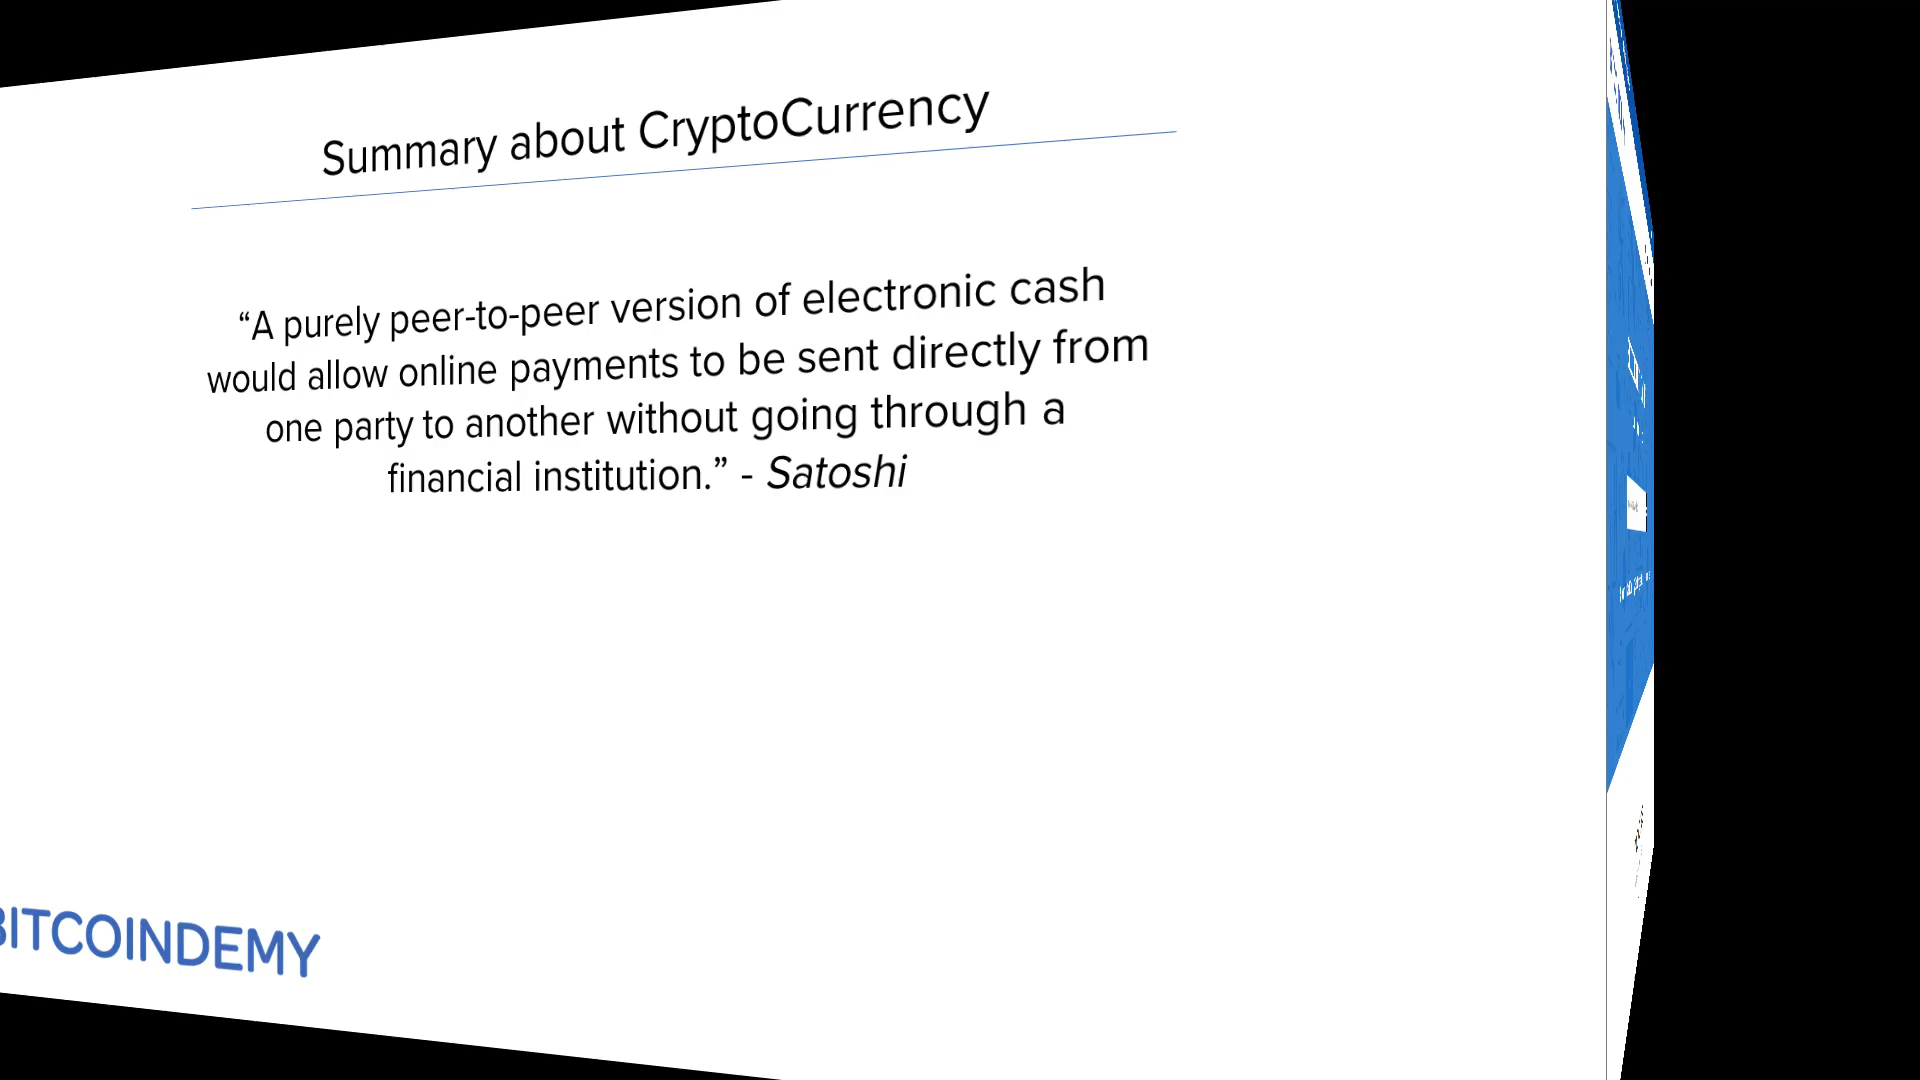 Summary about CryptoCurrency
“A purely peer-to-peer version of electronic cash
would allow online payments to be sent directly from
one party to another without going through a
financial institution.” - Satoshi
BITCOINDEMY